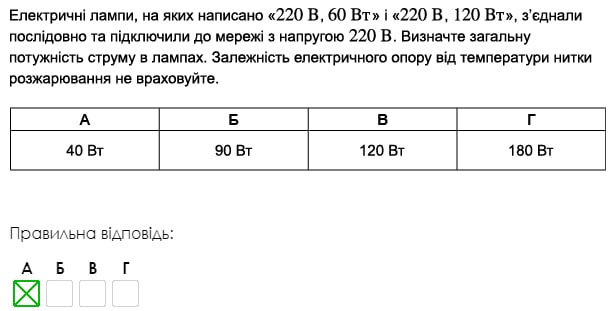 Електричні лампи, на яких написано «220 В, 60 Вт» і «220 В, 120 Вт», з’єднали
послідовно та підключили до мережі з напругою 220 В. Визначте загальну
потужність струму в лампах. Залежність електричного опору від температури нитки
розжарювання не враховуйте.
А Б В Г
40 Вт 90 Вт 120 Вт 180 Вт
Правильна відповідь:
А Б В Г